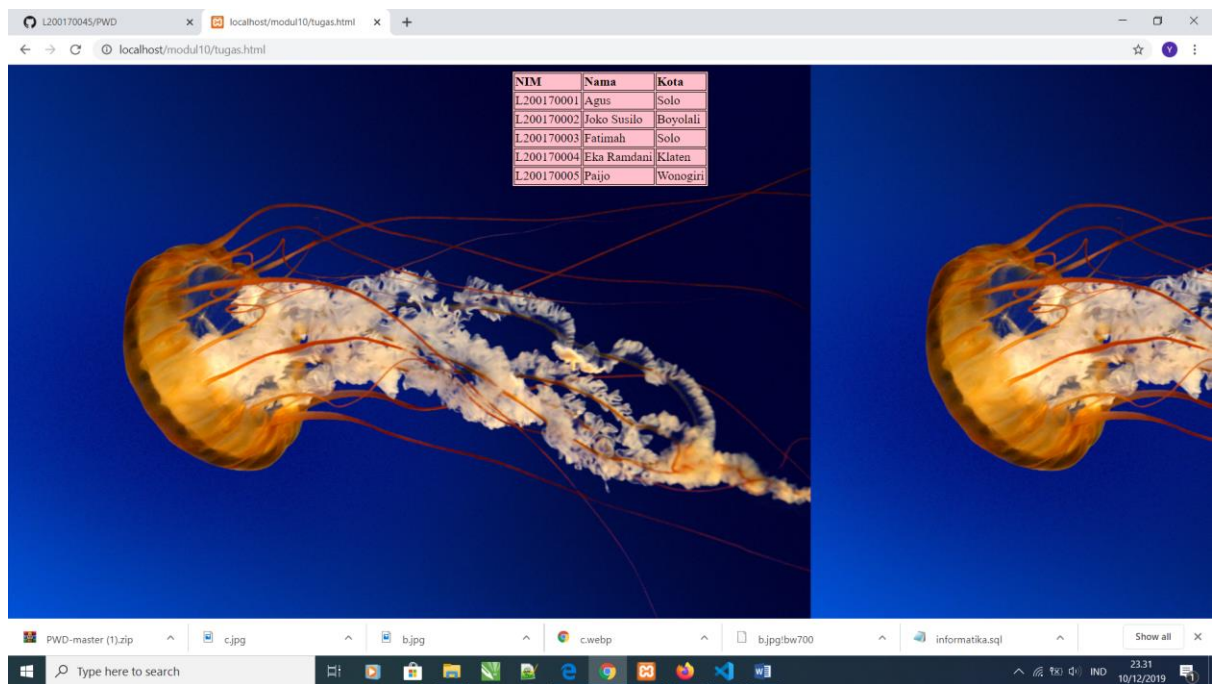 L200170045/PWD
localhost/modul10/tugas.html
localhost/modul10/tugas.html
NIM Nama Kota
L200170001 Agus Solo
L200170002 Joko Susilo Boyolali
L200170003 Fatimah Solo
L200170004 Eka Ramdani Klaten
L200170005 Paijo Wonogiri
PWD-master (1).zip
c.jpg
b.jpg
c.webp
b.jpg!bw700
informatika.sql
Show all
Type here to search
IND
23.31
10/12/2019